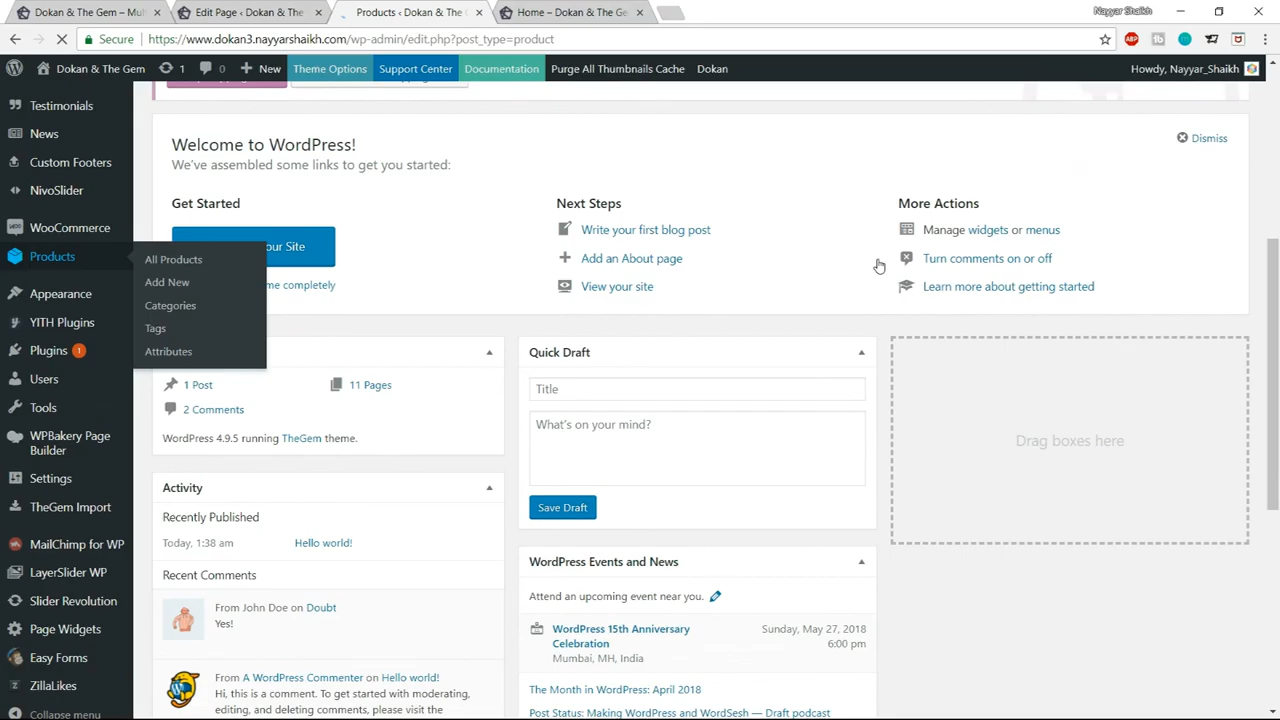 Dokan & The Gem – Mul
Edit Page ‹ Dokan & The
Products ‹ Dokan & The G
Home – Dokan & The Ge
Nayyar Shaikh
Secure
https://www.dokan3.nayyarshaikh.com/wp-admin/edit.php?post_type=product
ABP
Dokan & The Gem
1
0
New
Theme Options
Support Center
Documentation
Purge All Thumbnails Cache
Dokan
Howdy, Nayyar_Shaikh
Testimonials
News
Custom Footers
NivoSlider
WooCommerce
Products
Appearance
YITH Plugins
Plugins 1
Users
Tools
WPBakery Page
Builder
Settings
TheGem Import
MailChimp for WP
LayerSlider WP
Slider Revolution
Page Widgets
Easy Forms
ZillaLikes
Collapse menu
All Products
Add New
Categories
Tags
Attributes
Welcome to WordPress!
We've assembled some links to get you started:
Dismiss
Get Started
our Site
me completely
Next Steps
Write your first blog post
Add an About page
View your site
More Actions
Manage widgets or menus
Turn comments on or off
Learn more about getting started
1 Post
11 Pages
2 Comments
WordPress 4.9.5 running TheGem theme.
Activity
Recently Published
Today, 1:38 am
Hello world!
Recent Comments
From John Doe on Doubt
Yes!
From A WordPress Commenter on Hello world!
Hi, this is a comment. To get started with moderating,
editing, and deleting comments, please visit the
Quick Draft
Title
What's on your mind?
Save Draft
WordPress Events and News
Attend an upcoming event near you.
WordPress 15th Anniversary
Celebration
Mumbai, MH, India
Sunday, May 27, 2018
6:00 pm
The Month in WordPress: April 2018
Post Status: Making WordPress and WordSesh — Draft podcast
Drag boxes here